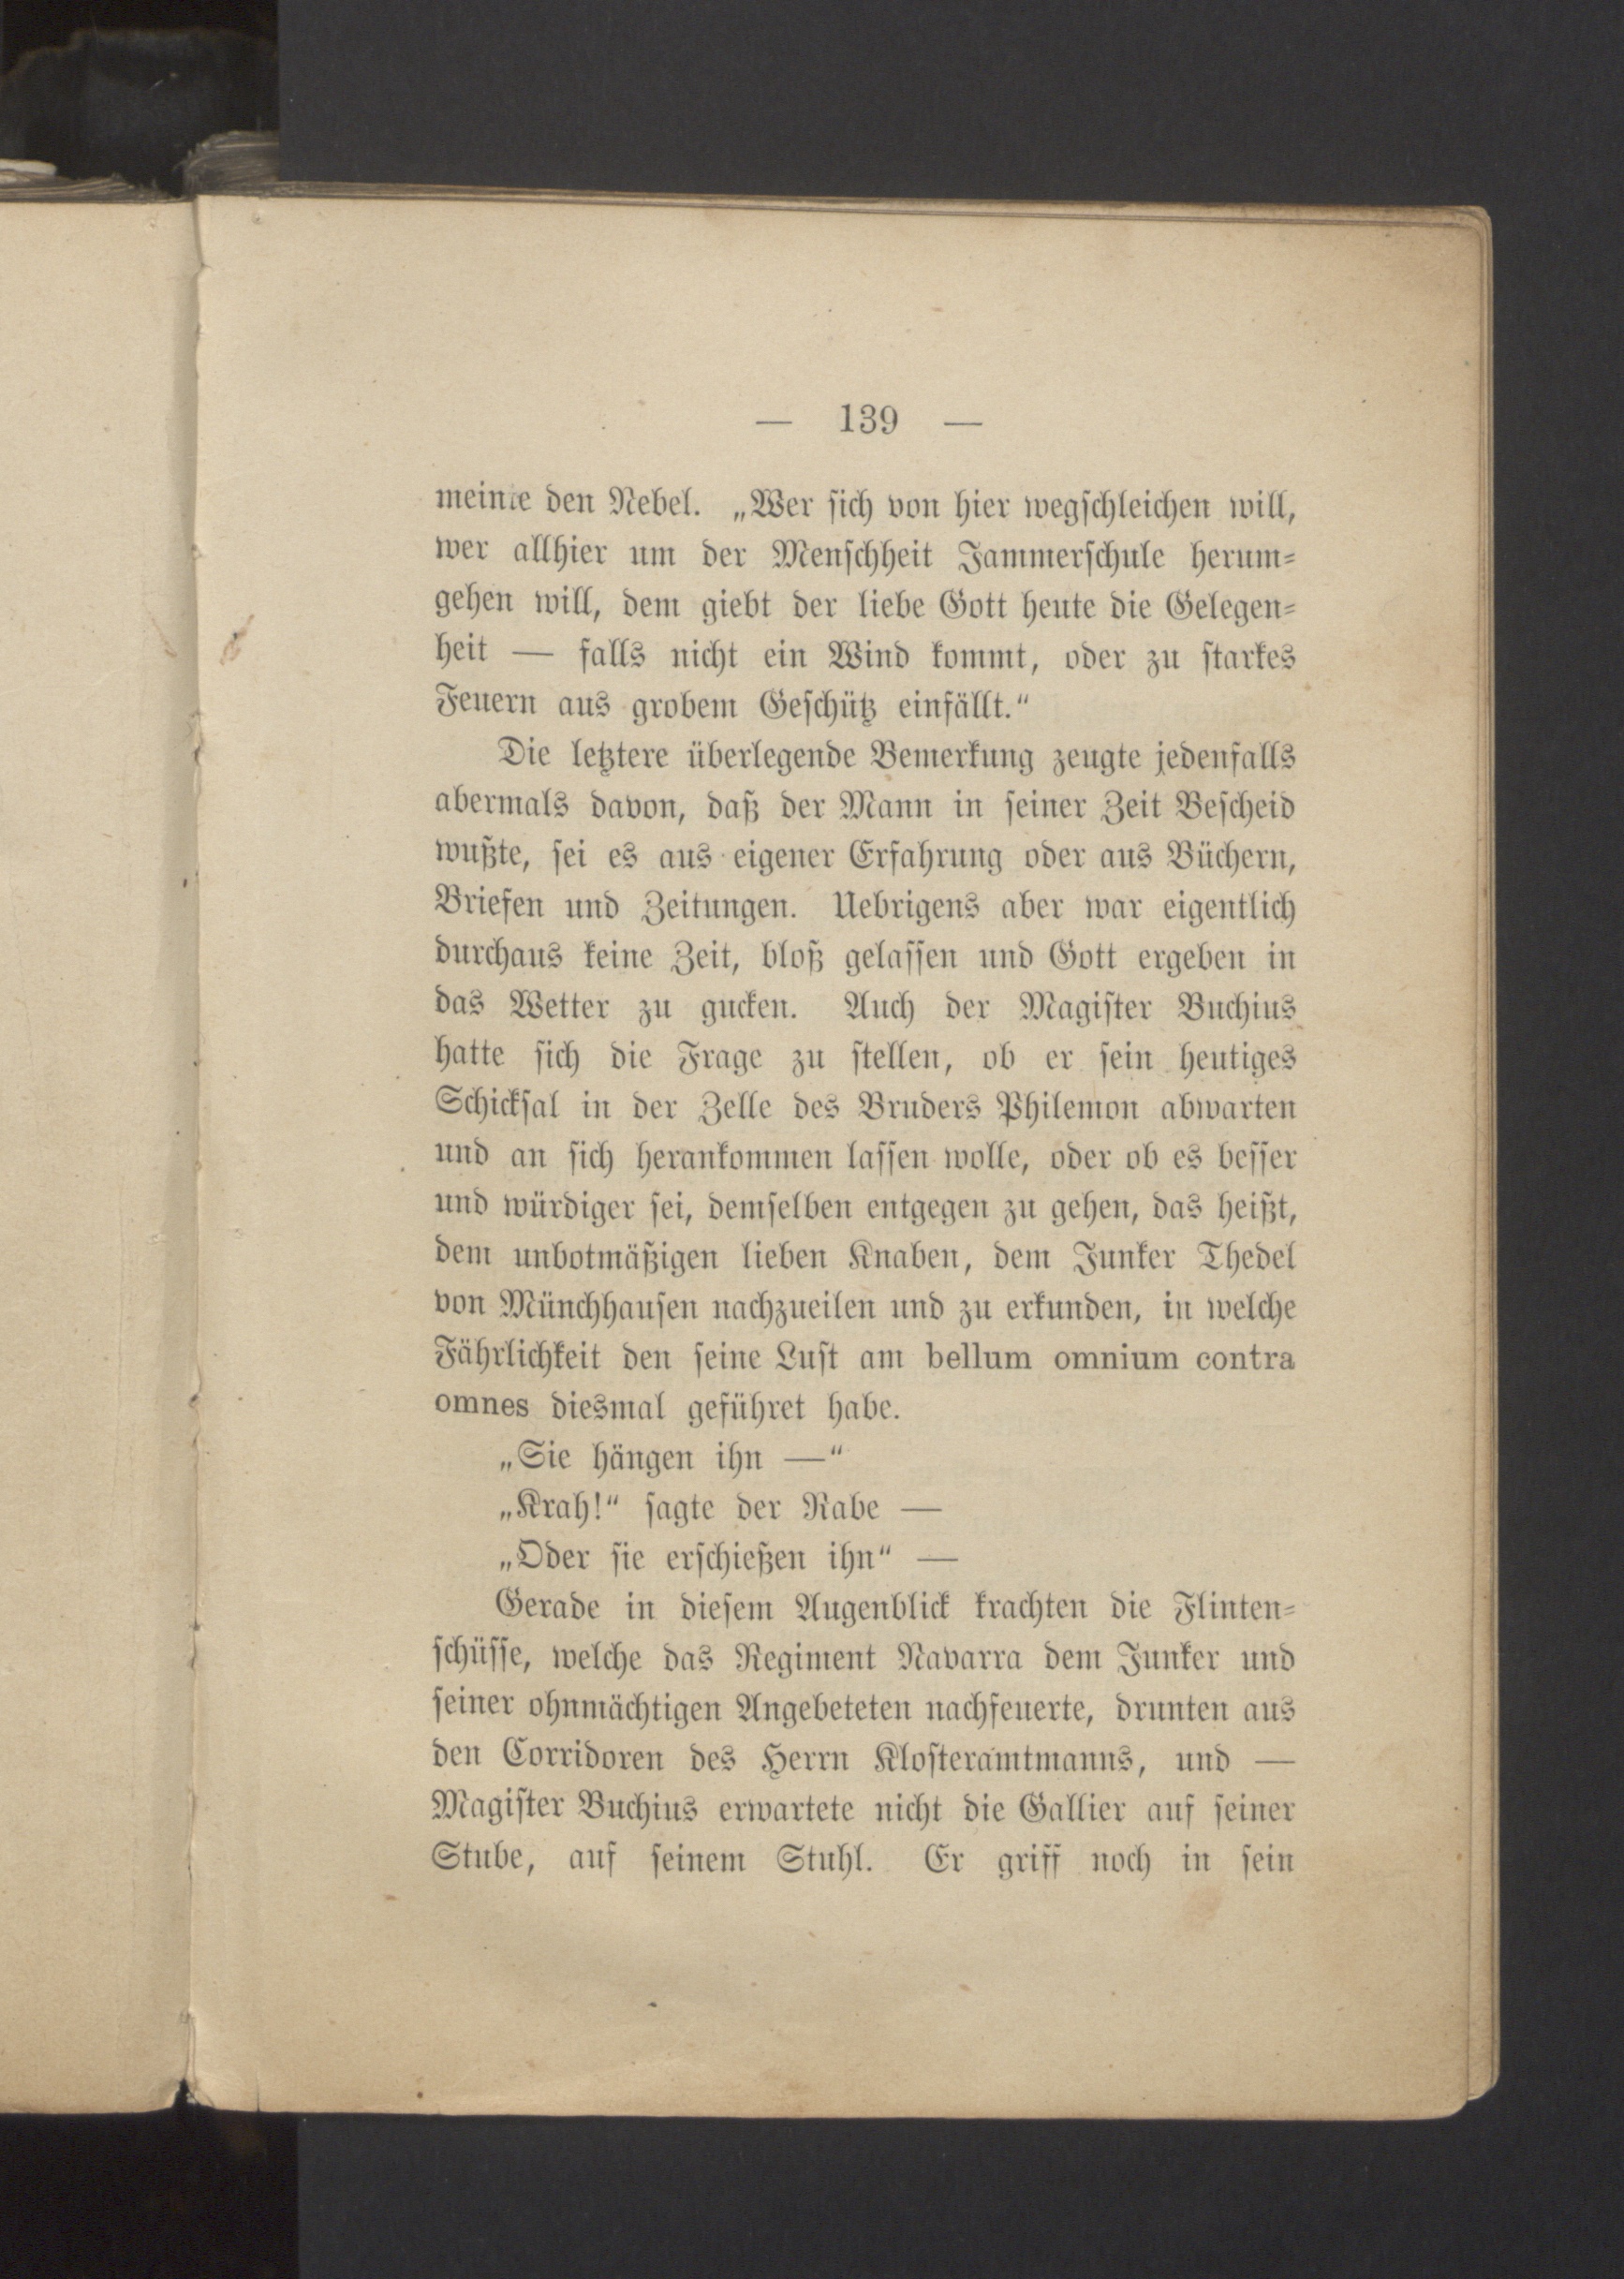 — 139 —
meinte den Nebel. „Wer sich von hier wegschleichen will,
wer allhier um der Menschheit Jammerschule herum=
gehen will, dem giebt der liebe Gott heute die Gelegen=
heit — falls nicht ein Wind kommt, oder zu starkes
Feuern aus grobem Geschütz einfällt.“
Die letztere überlegende Bemerkung zeugte jedenfalls
abermals davon, daß der Mann in seiner Zeit Bescheid
wußte, sei es aus eigener Erfahrung oder aus Büchern,
Briefen und Zeitungen. Uebrigens aber war eigentlich
durchaus keine Zeit, bloß gelassen und Gott ergeben in
das Wetter zu gucken. Auch der Magister Buchius
hatte sich die Frage zu stellen, ob er sein heutiges
Schicksal in der Zelle des Bruders Philemon abwarten
und an sich herankommen lassen wolle, oder ob es besser
und würdiger sei, demselben entgegen zu gehen, das heißt,
dem unbotmäßigen lieben Knaben, dem Junker Thedel
von Münchhausen nachzueilen und zu erkunden, in welche
Fährlichkeit den seine Lust am bellum omnium contra
omnes diesmal geführet habe.
„Sie hängen ihn —“
„Krah!“ sagte der Rabe —
„Oder sie erschießen ihn“ —
Gerade in diesem Augenblick krachten die Flinten=
schüsse, welche das Regiment Navarra dem Junker und
seiner ohnmächtigen Angebeteten nachfeuerte, drunten aus
den Corridoren des Herrn Klosteramtmanns, und —
Magister Buchius erwartete nicht die Gallier auf seiner
Stube, auf seinem Stuhl. Er griff noch in sein